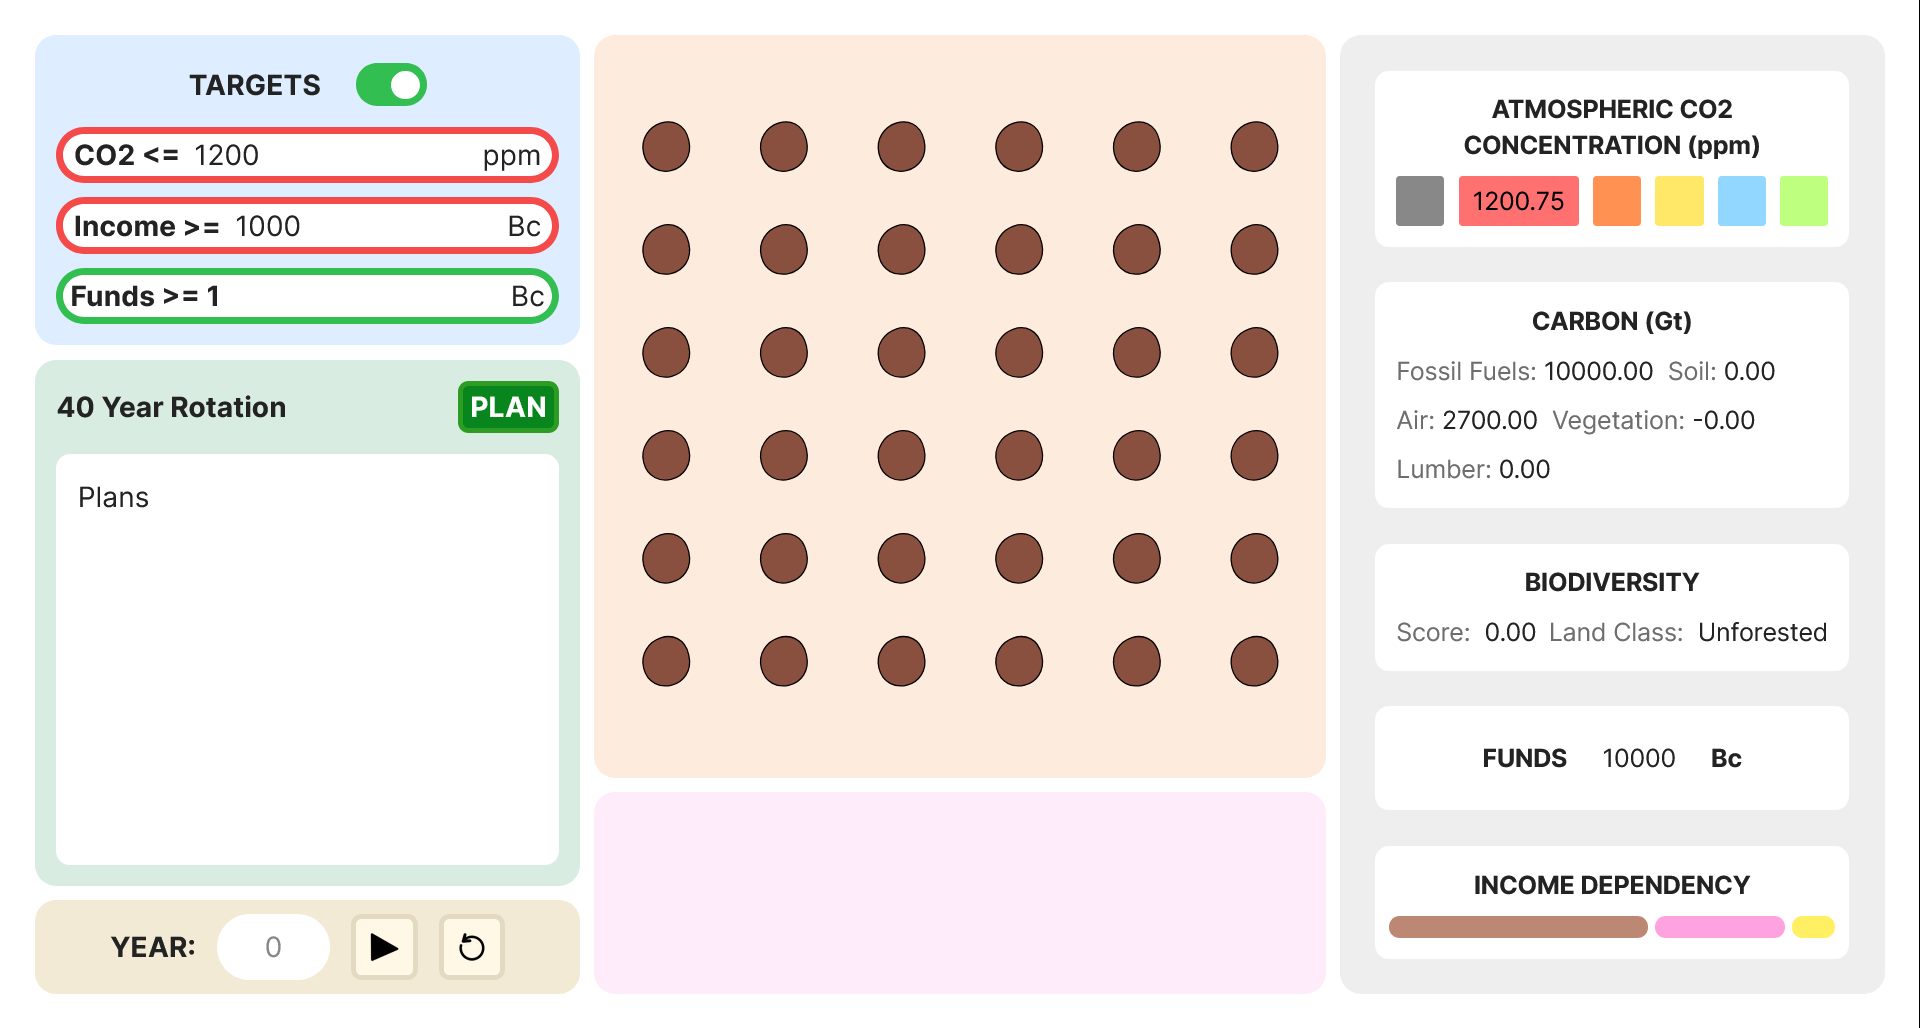 TARGETS
CO2 <= 1200 ppm
Income >= 1000 Bc
Funds >= 1 Bc
40 Year Rotation PLAN
Plans
YEAR: 0
ATMOSPHERIC CO2
CONCENTRATION (ppm)
1200.75
CARBON (Gt)
Fossil Fuels: 10000.00 Soil: 0.00
Air: 2700.00 Vegetation: -0.00
Lumber: 0.00
BIODIVERSITY
Score: 0.00 Land Class: Unforested
FUNDS 10000 Bc
INCOME DEPENDENCY